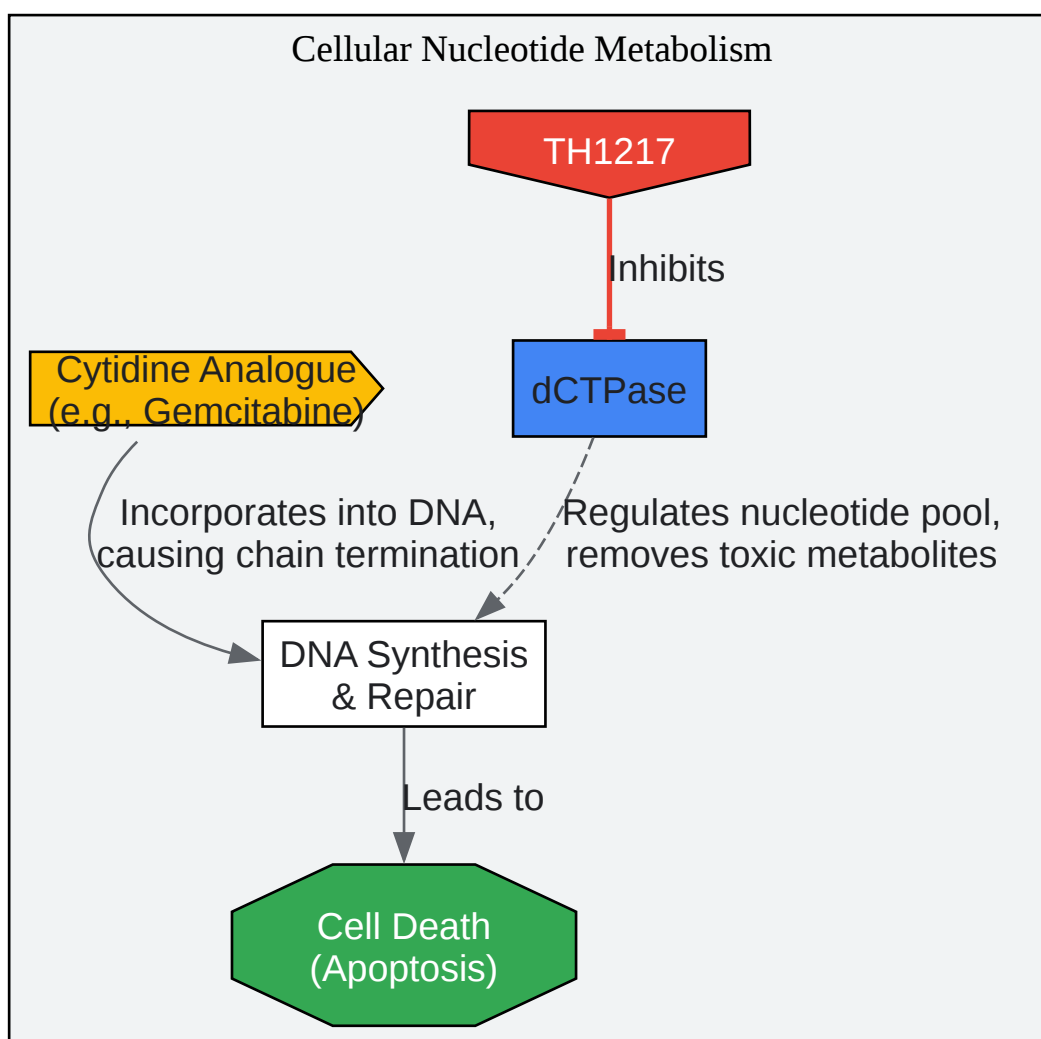 Cellular Nucleotide Metabolism
TH1217
Inhibits
Cytidine Analogue
(e.g., Gemcitabine)
dCTPase
Incorporates into DNA,
causing chain termination
Regulates nucleotide pool,
removes toxic metabolites
DNA Synthesis
& Repair
Leads to
Cell Death
(Apoptosis)